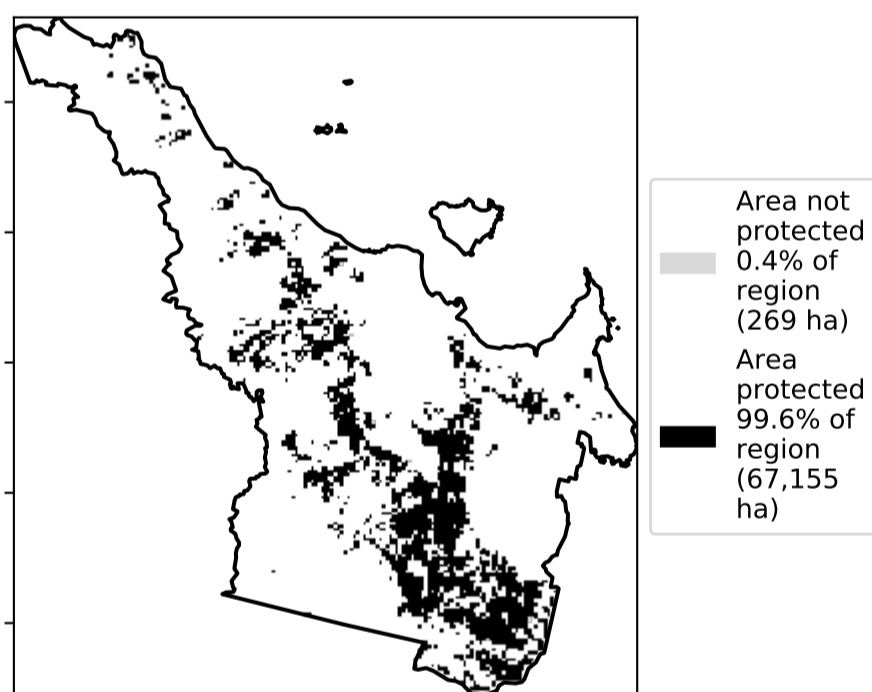 Area not
protected
0.4% of
region
(269 ha)
Area
protected
99.6% of
region
(67,155
ha)